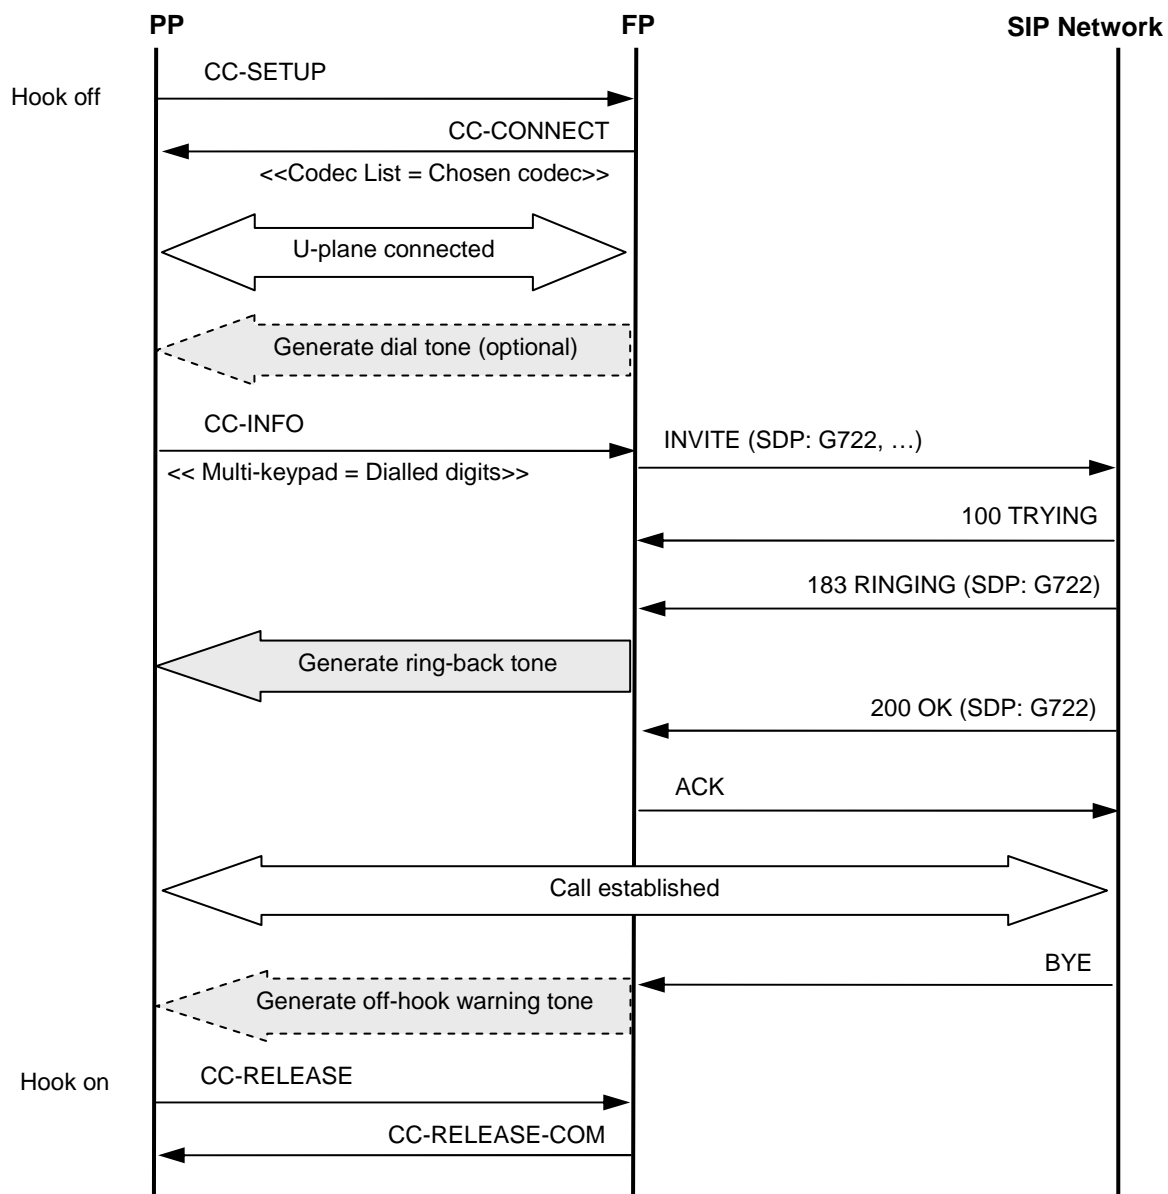 PP FP SIP Network
CC-SETUP
Hook off
CC-CONNECT
<<Codec List = Chosen codec>>
U-plane connected
Generate dial tone (optional)
CC-INFO
INVITE (SDP: G722, …)
<< Multi-keypad = Dialled digits>>
100 TRYING
183 RINGING (SDP: G722)
Generate ring-back tone
200 OK (SDP: G722)
ACK
Call established
BYE
Generate off-hook warning tone
Hook on
CC-RELEASE
CC-RELEASE-COM